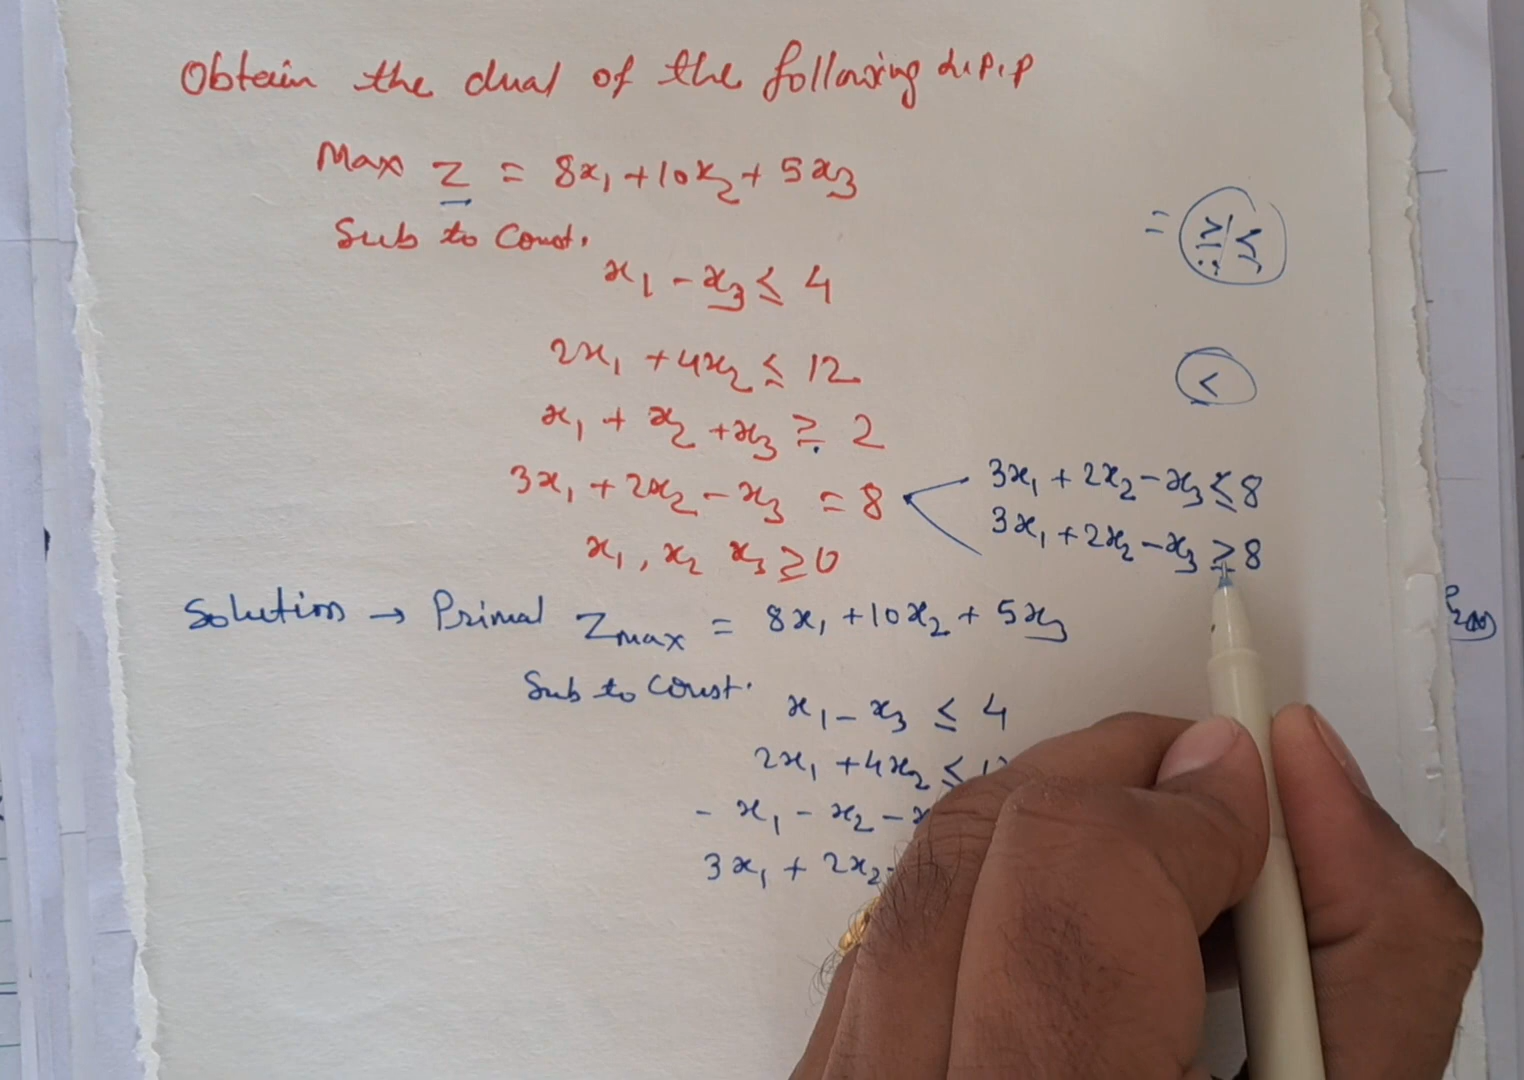 Obtain the dual of the following L.P.P
Max Z = 8x₁ + 10x₂ + 5x₃
Sub to Const.
x₁ - x₃ ≤ 4
2x₁ + 4x₂ ≤ 12
x₁ + x₂ + x₃ ≥ 2
3x₁ + 2x₂ - x₃ = 8
3x₁ + 2x₂ - x₃ ≤ 8
3x₁ + 2x₂ - x₃ ≥ 8
x₁, x₂ x₃ ≥ 0
= ≥/≤
<
Solution → Primal Zmax = 8x₁ + 10x₂ + 5x₃
Sub to Const.
x₁ - x₃ ≤ 4
2x₁ + 4x₂ ≤
- x₁ - x₂ -
3x₁ + 2x₂